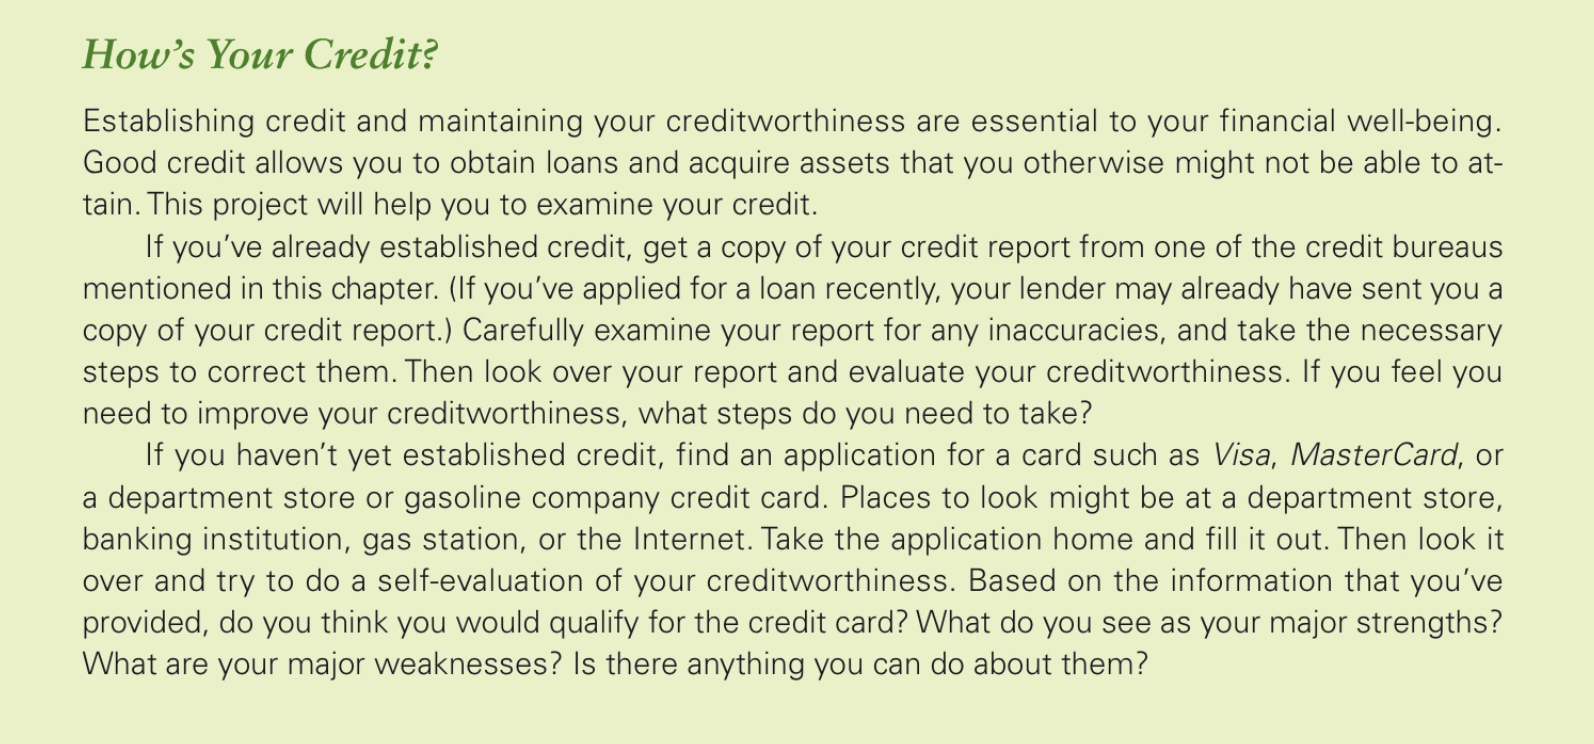 How's Your Credit?
Establishing credit and maintaining your creditworthiness are essential to your financial well-being.
Good credit allows you to obtain loans and acquire assets that you otherwise might not be able to at-
tain. This project will help you to examine your credit.
If you've already established credit, get a copy of your credit report from one of the credit bureaus
mentioned in this chapter. (If you've applied for a loan recently, your lender may already have sent you a
copy of your credit report.) Carefully examine your report for any inaccuracies, and take the necessary
steps to correct them. Then look over your report and evaluate your creditworthiness. If you feel you
need to improve your creditworthiness, what steps do you need to take?
If you haven't yet established credit, find an application for a card such as Visa, MasterCard, or
a department store or gasoline company credit card. Places to look might be at a department store,
banking institution, gas station, or the Internet. Take the application home and fill it out. Then look it
over and try to do a self-evaluation of your creditworthiness. Based on the information that you've
provided, do you think you would qualify for the credit card? What do you see as your major strengths?
What are your major weaknesses? Is there anything you can do about them?